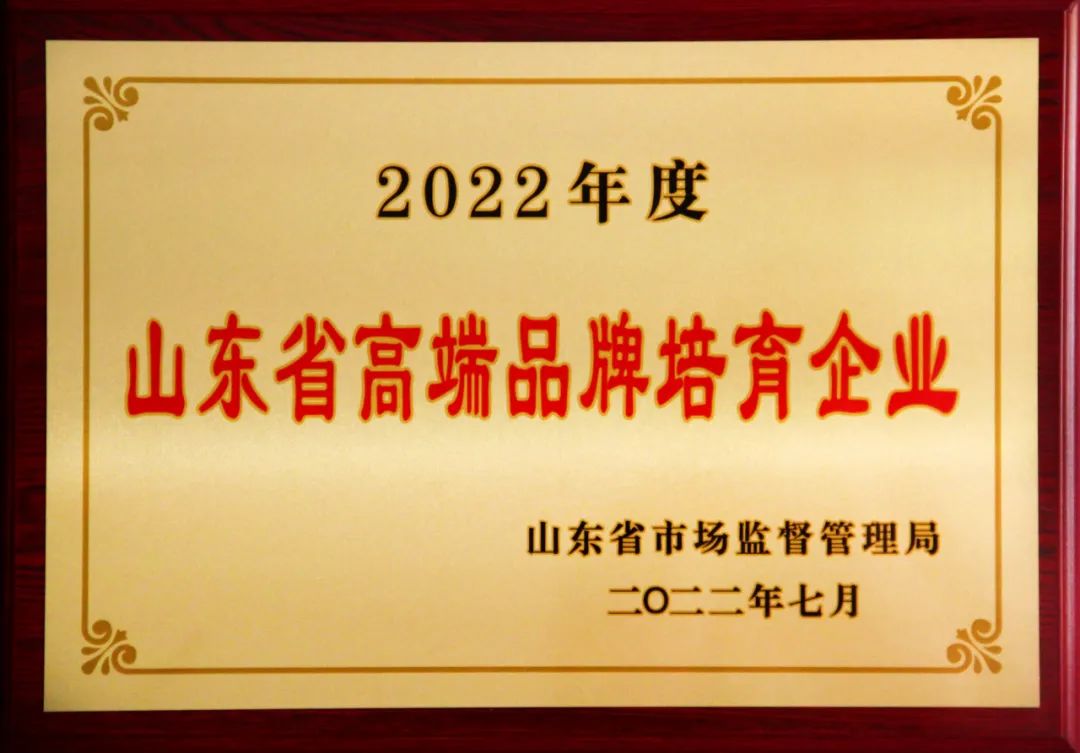 2022年度
山东省高端品牌培育企业
山东省市场监督管理局
二〇二二年七月